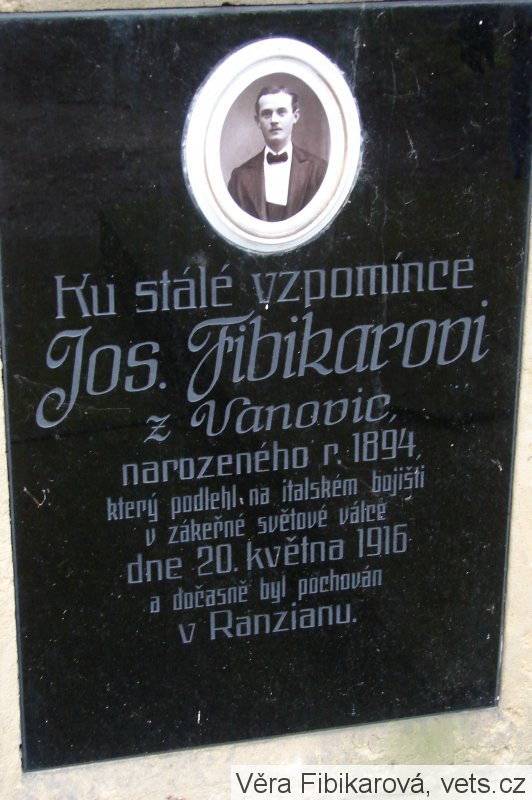 Ku stálé vzpomínce
Jos. Fibikarovi
z Vanovic,
narozeného r. 1894,
který podlehl na italském bojišti
v zákeřné světové válce
dne 20. května 1916
a dočasně byl pochován
v Ranzianu.
Věra Fibikarová, vets.cz